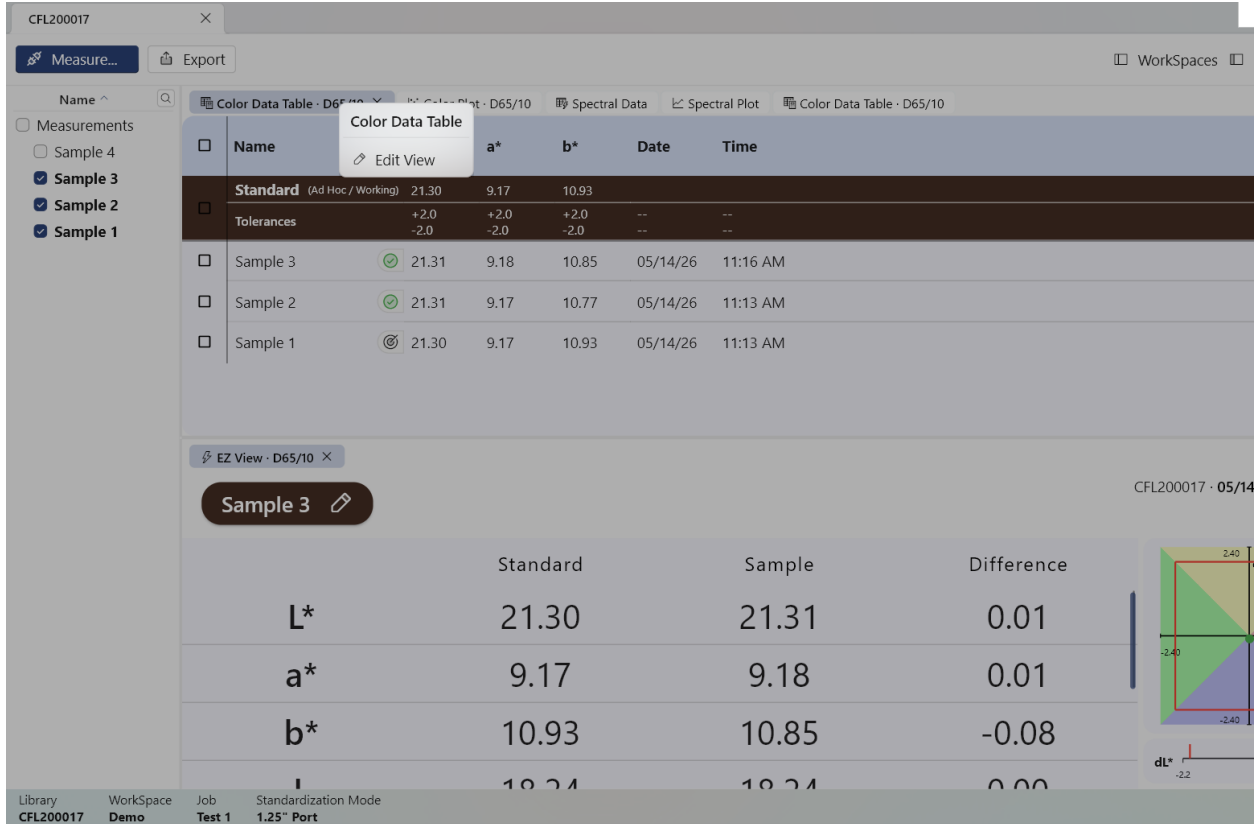 CFL200017
Measure... Export WorkSpaces
Name
Measurements
Sample 4
Sample 3
Sample 2
Sample 1
Color Data Table · D65/10 Color Plot · D65/10 Spectral Data Spectral Plot Color Data Table · D65/10
Color Data Table
Edit View
Name a* b* Date Time
Standard (Ad Hoc / Working) 21.30 9.17 10.93
Tolerances +2.0 +2.0 +2.0 -- --
-2.0 -2.0 -2.0 -- --
Sample 3 21.31 9.18 10.85 05/14/26 11:16 AM
Sample 2 21.31 9.17 10.77 05/14/26 11:13 AM
Sample 1 21.30 9.17 10.93 05/14/26 11:13 AM
EZ View · D65/10
Sample 3
CFL200017 · 05/14
Standard Sample Difference
L* 21.30 21.31 0.01
a* 9.17 9.18 0.01
b* 10.93 10.85 -0.08
2.40
-2.40
-2.40
dL*
-2.2
Library WorkSpace Job Standardization Mode
CFL200017 Demo Test 1 1.25" Port